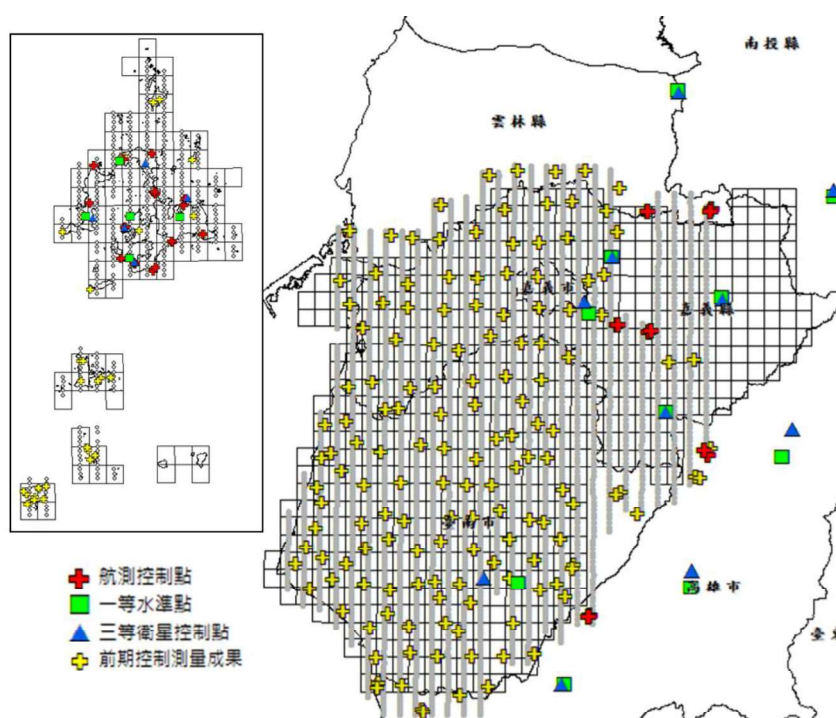 南投縣
雲林縣
嘉義市
嘉義縣
臺南市
高雄市
臺東
航測控制點
一等水準點
三等衛星控制點
前期控制測量成果